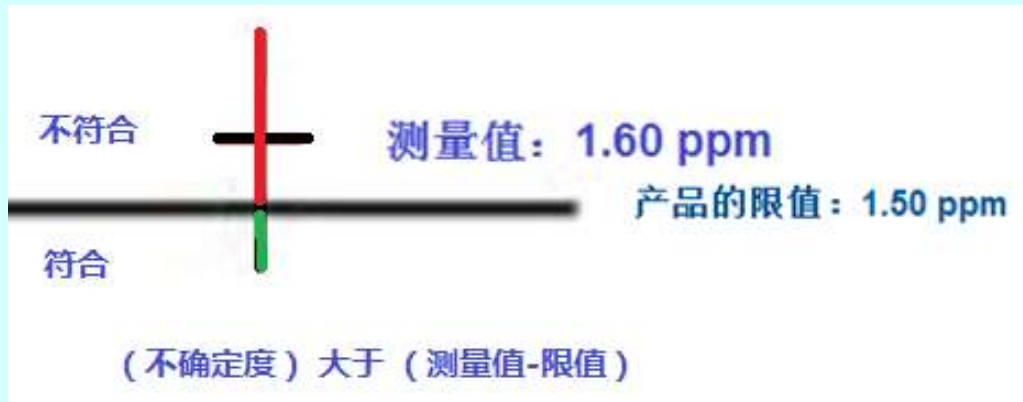 不符合
测量值：1.60 ppm
产品的限值：1.50 ppm
符合
（不确定度）大于（测量值-限值）